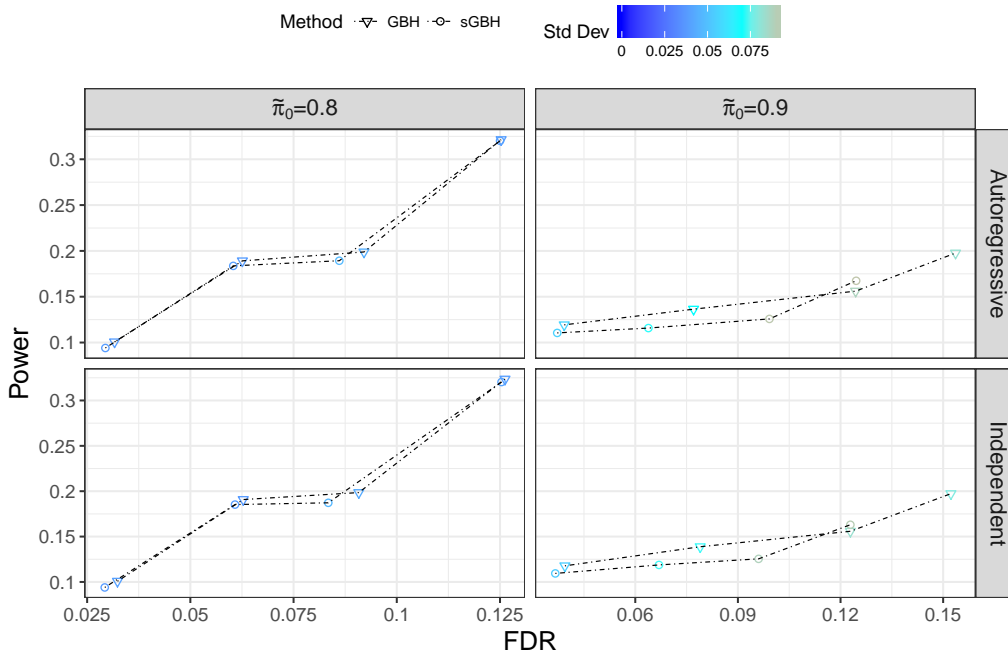 Method GBH sGBH
Std Dev
0 0.025 0.05 0.075
π̃₀=0.8
π̃₀=0.9
Power
0.3
0.25
0.2
0.15
0.1
Autoregressive
0.3
0.2
0.15
0.1
Independent
0.025 0.05 0.075 0.1 0.125
0.06 0.09 0.12 0.15
FDR